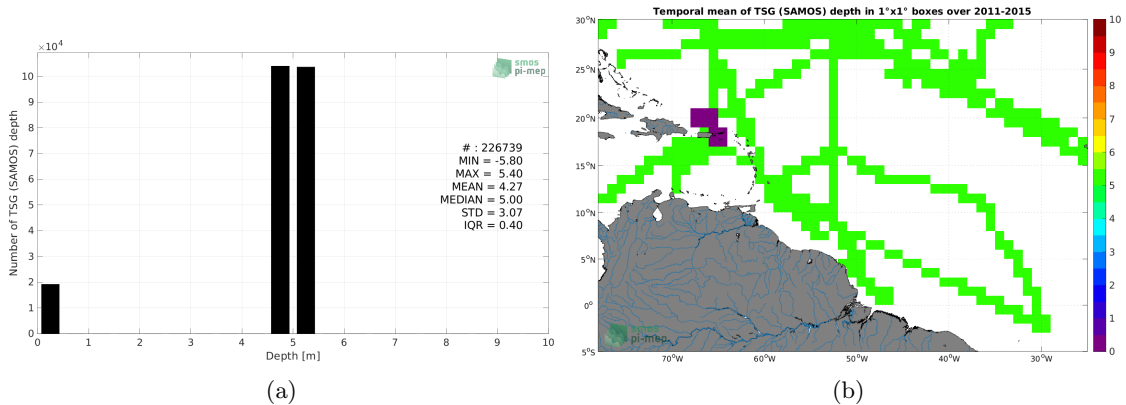 ×10⁴
10
9
8
7
6
5
4
3
2
1
0
Number of TSG (SAMOS) depth
smos
pi-mep
# : 226739
MIN = -5.80
MAX = 5.40
MEAN = 4.27
MEDIAN = 5.00
STD = 3.07
IQR = 0.40
0 1 2 3 4 5 6 7 8 9 10
Depth [m]
(a)
Temporal mean of TSG (SAMOS) depth in 1°x1° boxes over 2011-2015
30°N
25°N
20°N
15°N
10°N
5°N
0°
5°S
70°W 60°W 50°W 40°W 30°W
smos
pi-mep
10
9
8
7
6
5
4
3
2
1
0
(b)